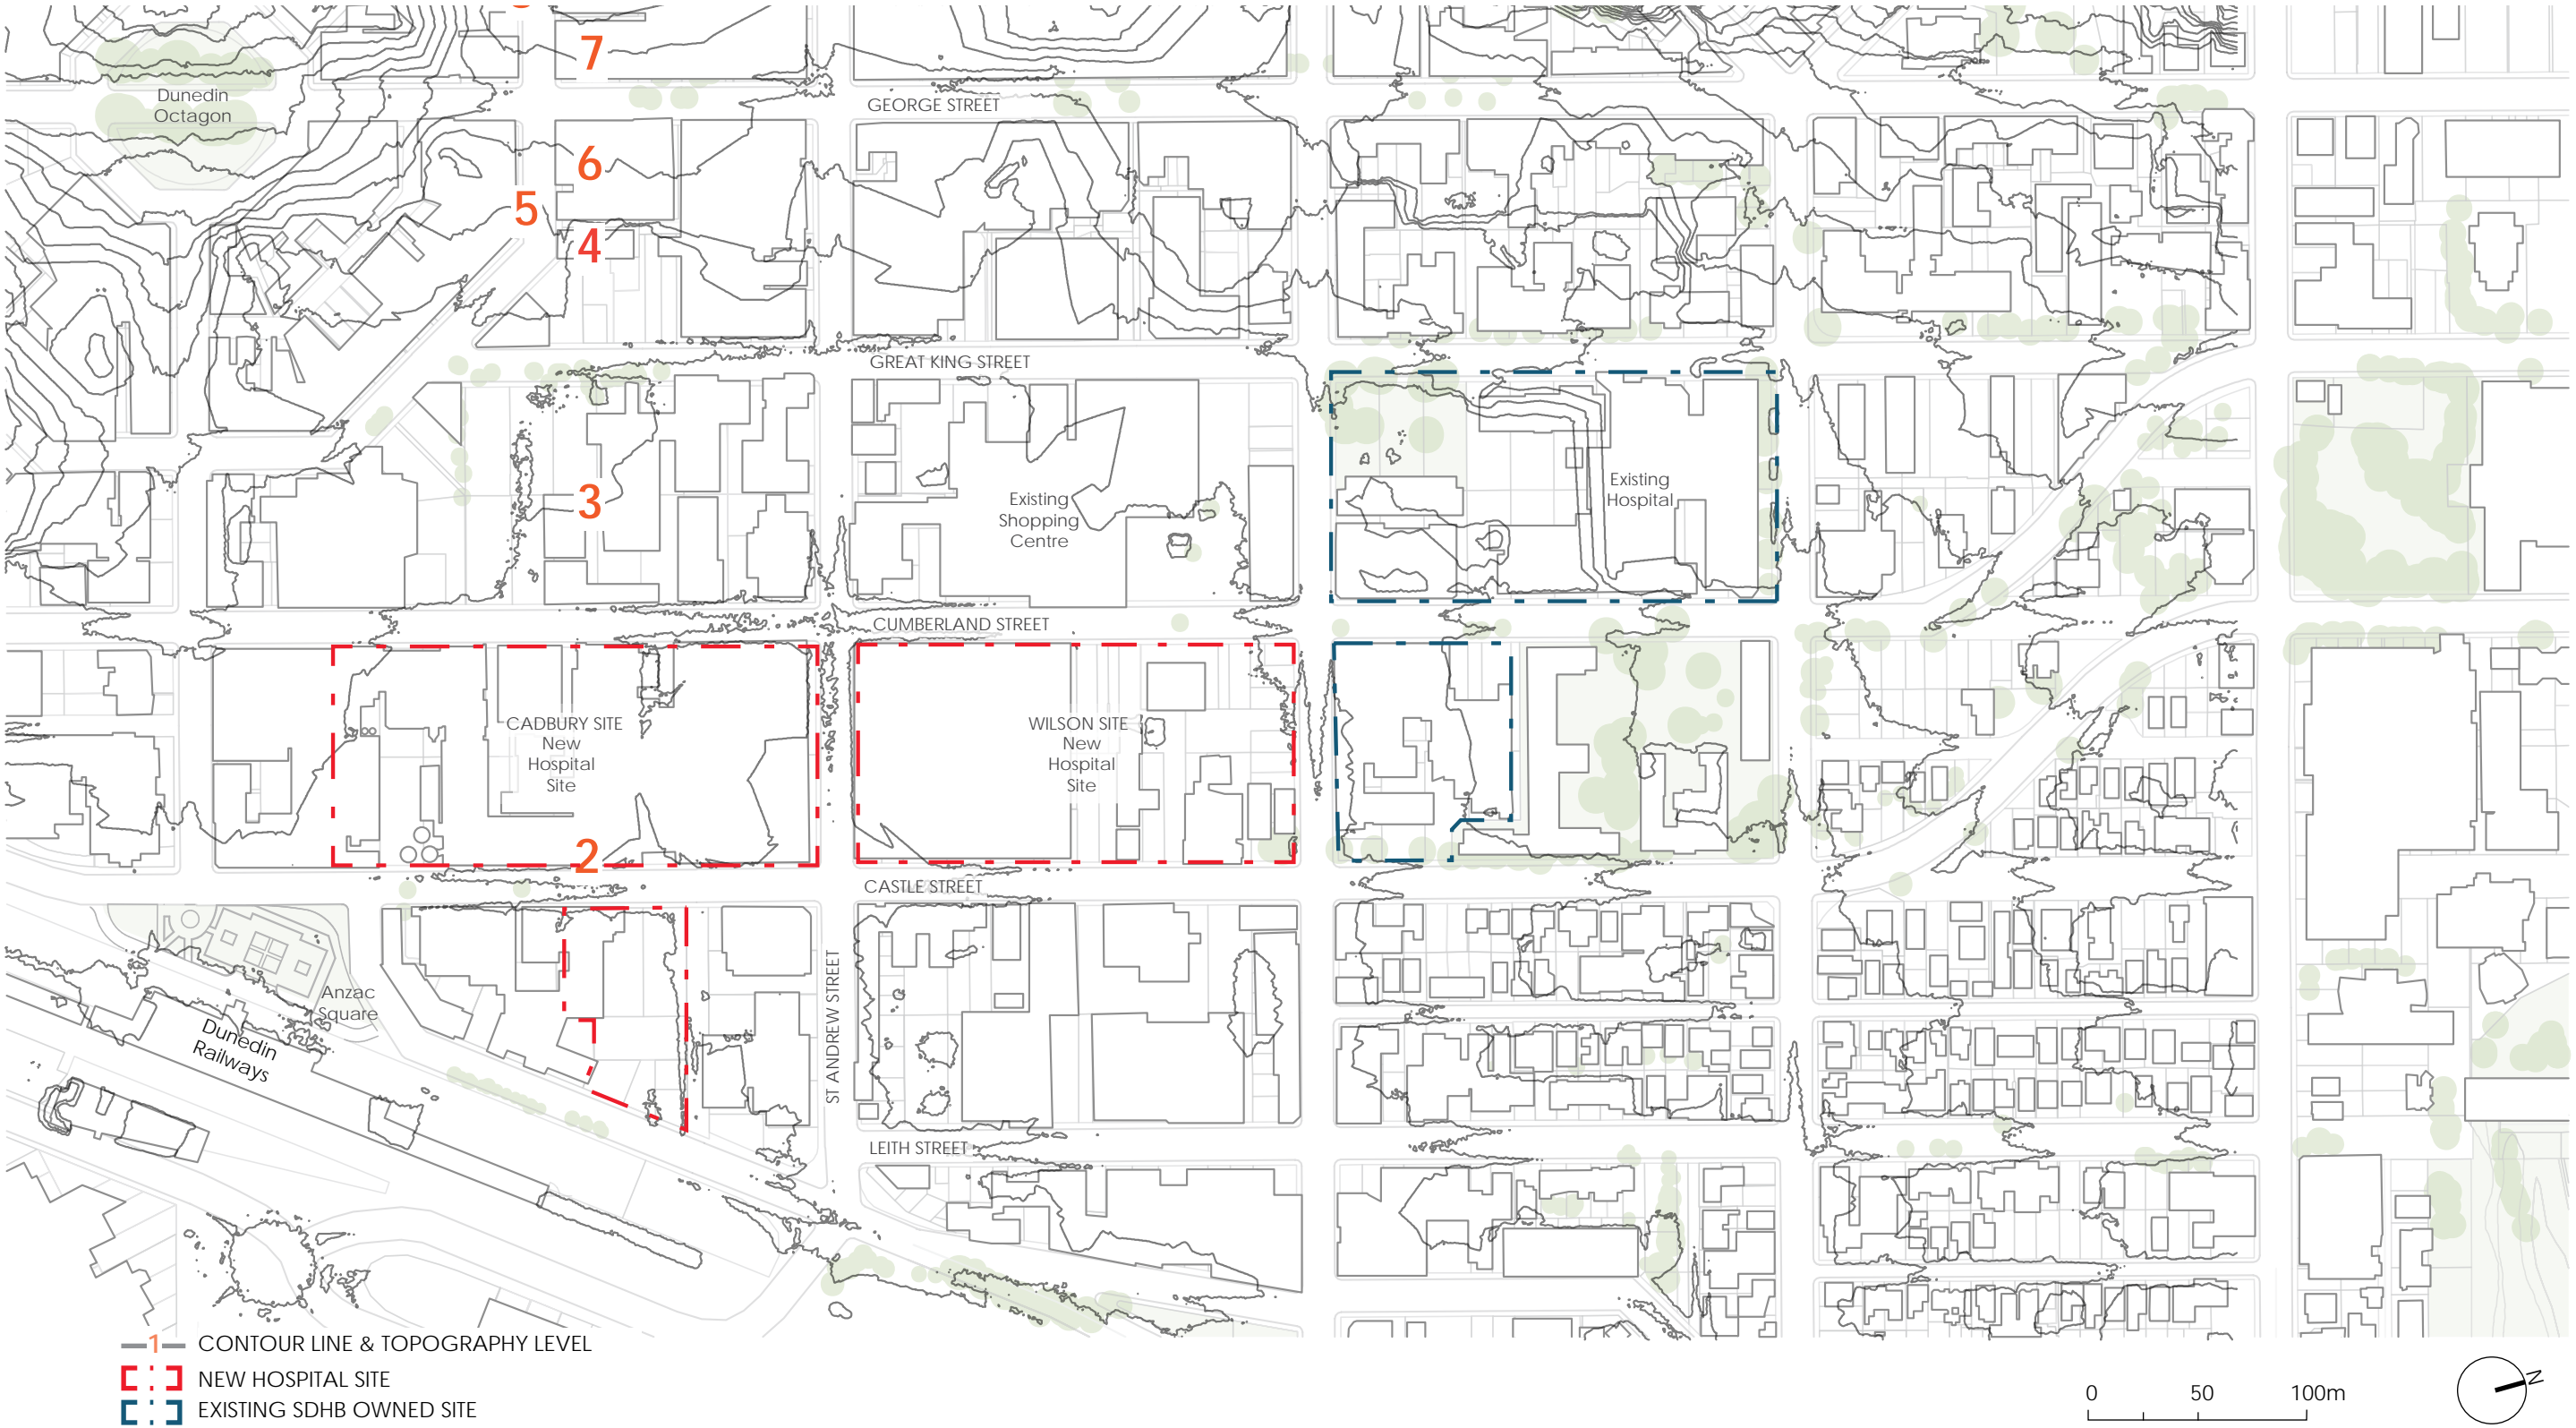 7
Dunedin
Octagon
GEORGE STREET
6
5
4
GREAT KING STREET
3
Existing
Shopping
Centre
Existing
Hospital
CUMBERLAND STREET
CADBURY SITE
New
Hospital
Site
WILSON SITE
New
Hospital
Site
2
CASTLE STREET
Anzac
Square
Dunedin
Railways
ST ANDREW STREET
LEITH STREET
1 CONTOUR LINE & TOPOGRAPHY LEVEL
NEW HOSPITAL SITE
EXISTING SDHB OWNED SITE
0 50 100m
N